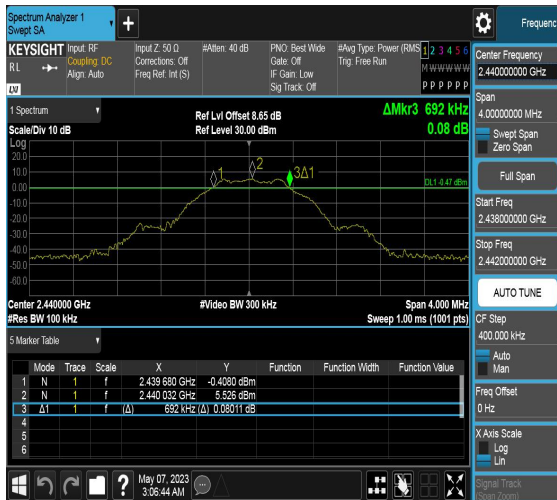 Spectrum Analyzer 1
Swept SA
+
Frequenc
KEYSIGHT
RL
LXI
Input: RF
Coupling: DC
Align: Auto
Input Z: 50 Ω
Corrections: Off
Freq Ref: Int (S)
#Atten: 40 dB
PNO: Best Wide
Gate: Off
IF Gain: Low
Sig Track: Off
#Avg Type: Power (RMS
Trig: Free Run
1 2 3 4 5 6
M W W W W W
P P P P P P
1 Spectrum
Scale/Div 10 dB
Ref Lvl Offset 8.65 dB
Ref Level 30.00 dBm
ΔMkr3 692 kHz
0.08 dB
Log
20.0
10.0
0.00
-10.0
-20.0
-30.0
-40.0
-50.0
-60.0
1
2
3Δ1
DL1 -0.47 dBm
Center 2.440000 GHz
#Video BW 300 kHz
Span 4.000 MHz
#Res BW 100 kHz
Sweep 1.00 ms (1001 pts)
5 Marker Table
Mode Trace Scale X Y Function Function Width Function Value
1 N 1 f 2.439 680 GHz -0.4080 dBm
2 N 1 f 2.440 032 GHz 5.526 dBm
3 Δ1 1 f (Δ) 692 kHz (Δ) 0.08011 dB
4
5
6
?
May 07, 2023
3:06:44 AM
Center Frequency
2.440000000 GHz
Span
4.00000000 MHz
Swept Span
Zero Span
Full Span
Start Freq
2.438000000 GHz
Stop Freq
2.442000000 GHz
AUTO TUNE
CF Step
400.000 kHz
Auto
Man
Freq Offset
0 Hz
X Axis Scale
Log
Lin
Signal Track
(Span Zoom)